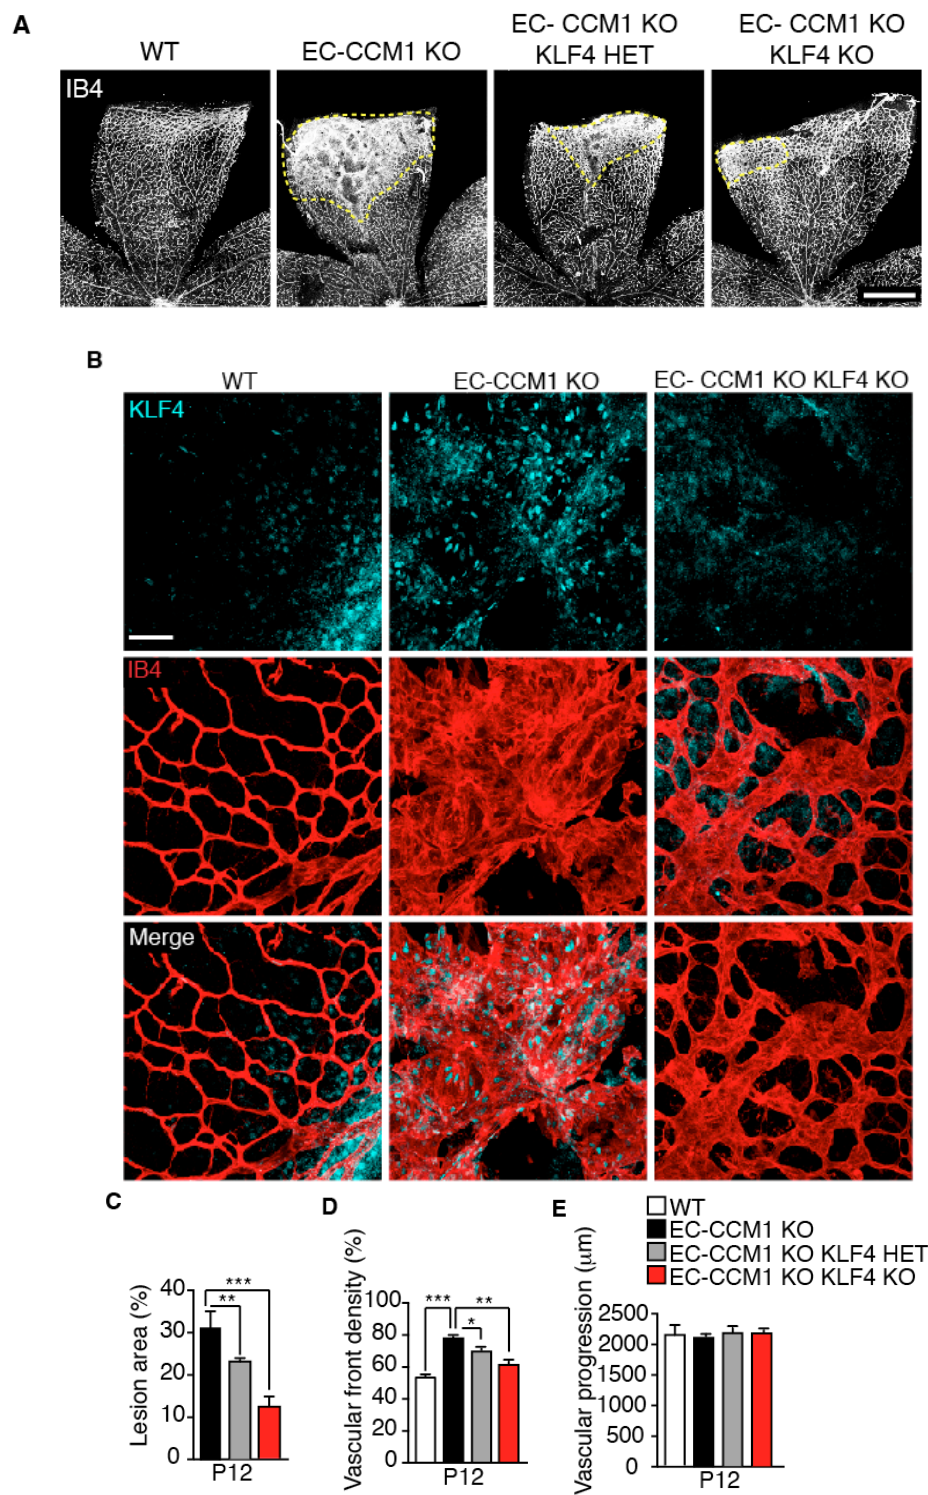 A
WT
EC-CCM1 KO
EC- CCM1 KO
KLF4 HET
EC- CCM1 KO
KLF4 KO
IB4
B
WT
EC-CCM1 KO
EC- CCM1 KO KLF4 KO
KLF4
IB4
Merge
C
Lesion area (%)
40
30
20
10
0
***
**
P12
D
Vascular front density (%)
100
80
60
40
20
0
***
**
*
P12
E
WT
EC-CCM1 KO
EC-CCM1 KO KLF4 HET
EC-CCM1 KO KLF4 KO
Vascular progression (μm)
2500
2000
1500
1000
500
0
P12